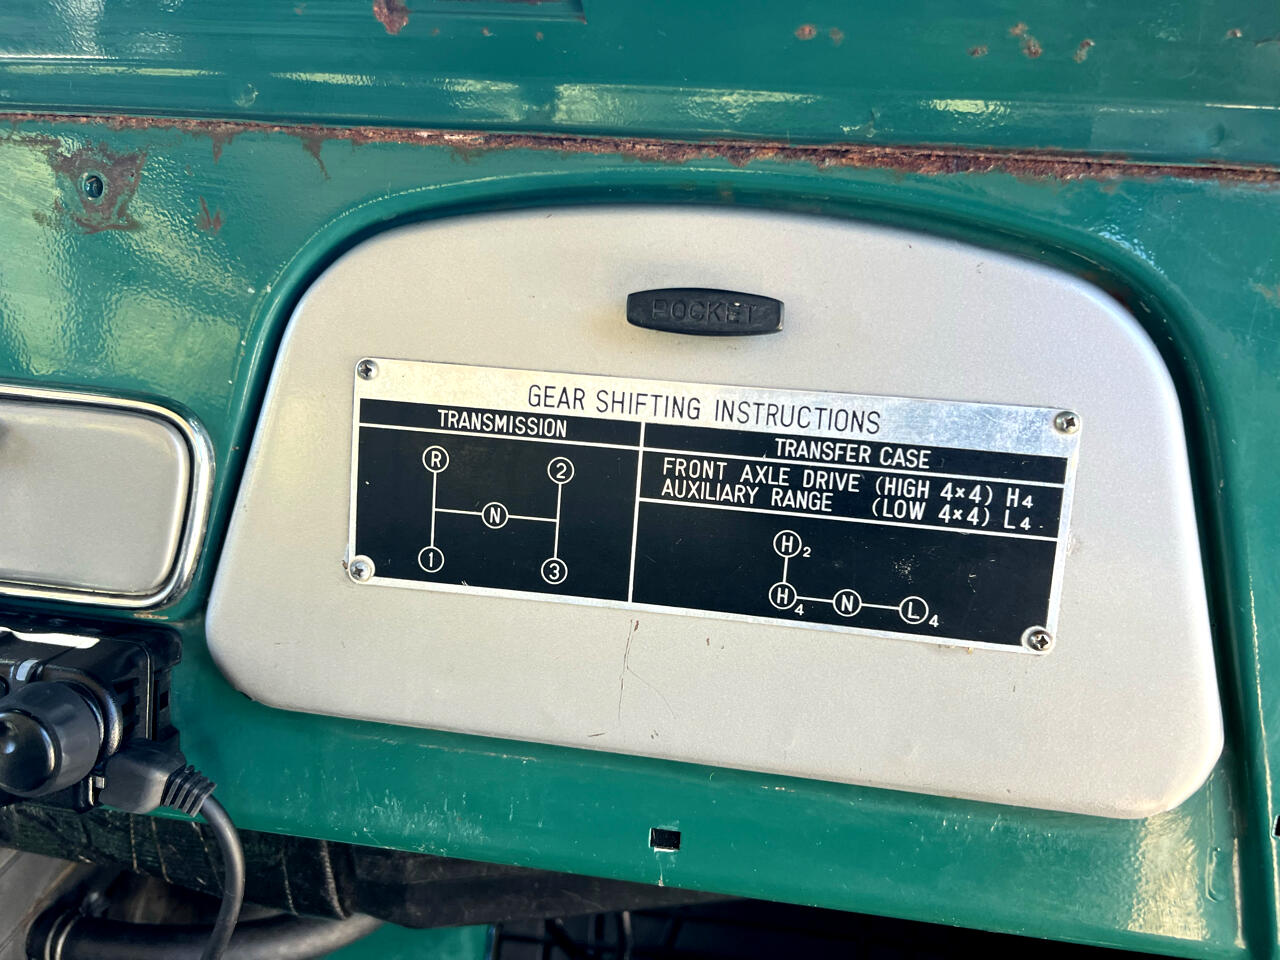 POCKET
GEAR SHIFTING INSTRUCTIONS
TRANSMISSION
R 2
N
1 3
TRANSFER CASE
FRONT AXLE DRIVE (HIGH 4×4) H4
AUXILIARY RANGE (LOW 4×4) L4
H2
H4 N L4